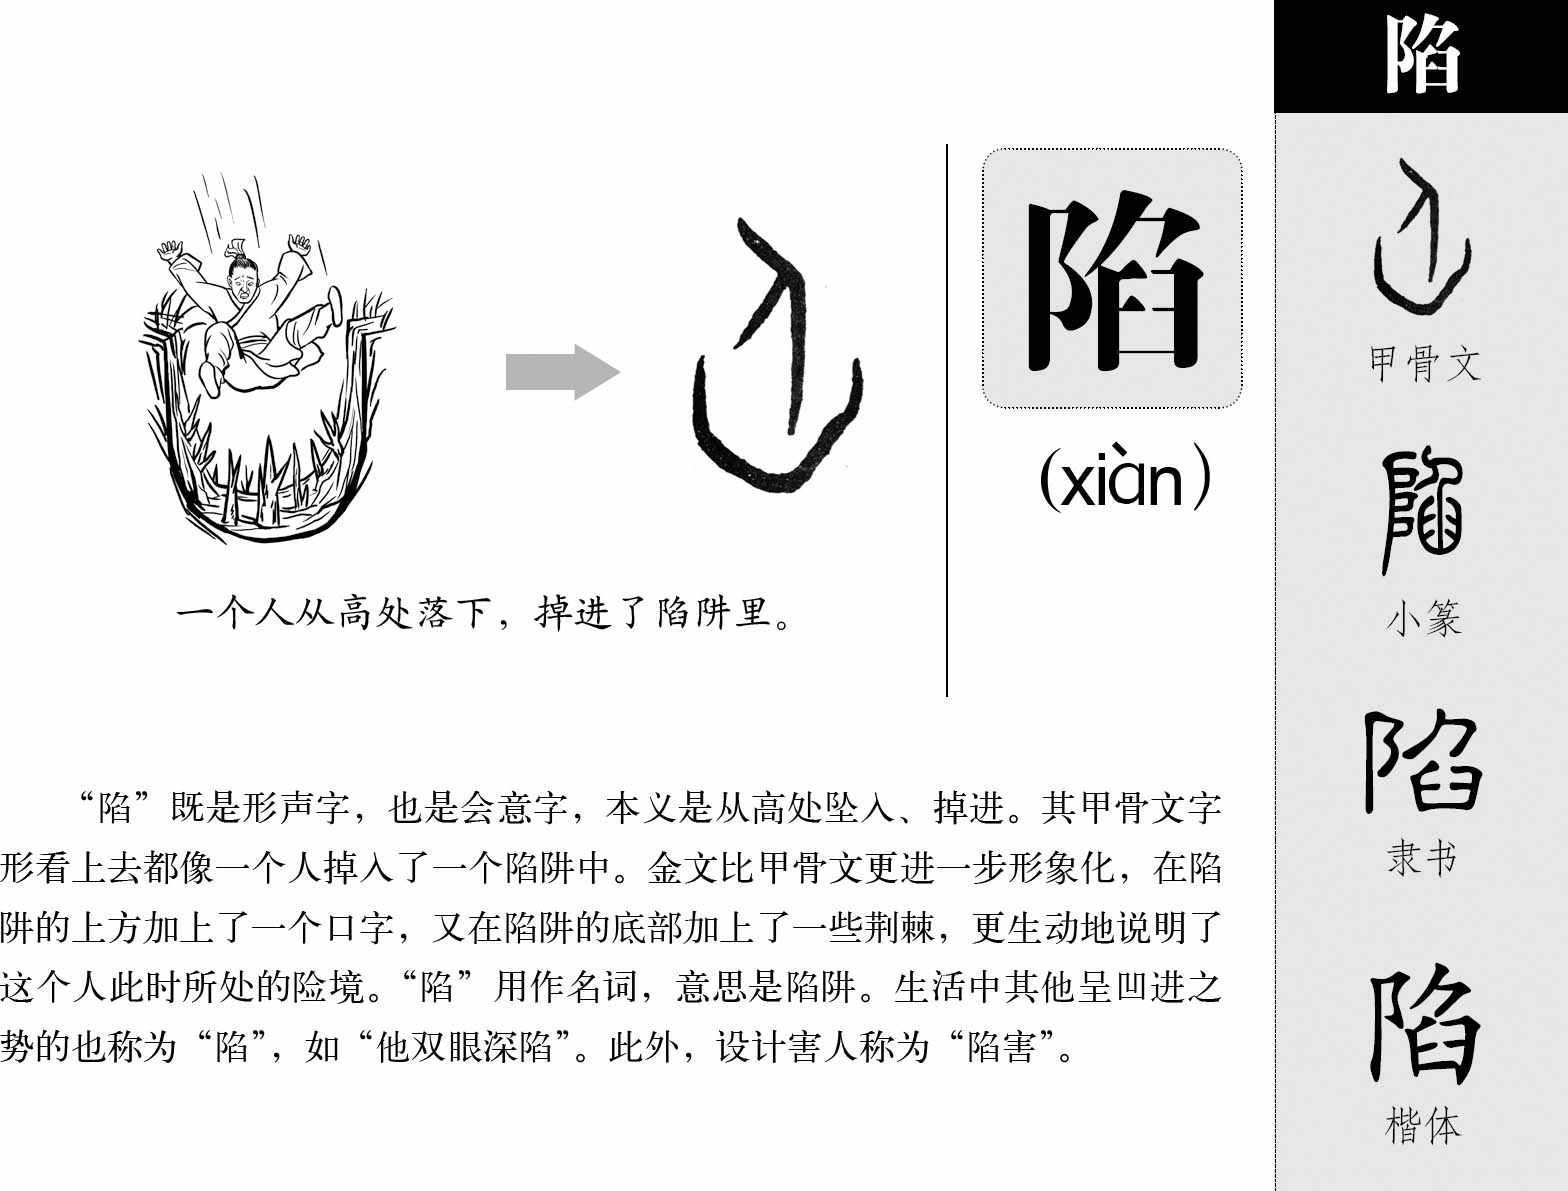 陷
(xiàn)
一个人从高处落下，掉进了陷阱里。
“陷”既是形声字，也是会意字，本义是从高处坠入、掉进。其甲骨文字
形看上去都像一个人掉入了一个陷阱中。金文比甲骨文更进一步形象化，在陷
阱的上方加上了一个口字，又在陷阱的底部加上了一些荆棘，更生动地说明了
这个人此时所处的险境。“陷”用作名词，意思是陷阱。生活中其他呈凹进之
势的也称为“陷”，如“他双眼深陷”。此外，设计害人称为“陷害”。
陷
甲骨文
陷
小篆
陷
隶书
陷
楷体